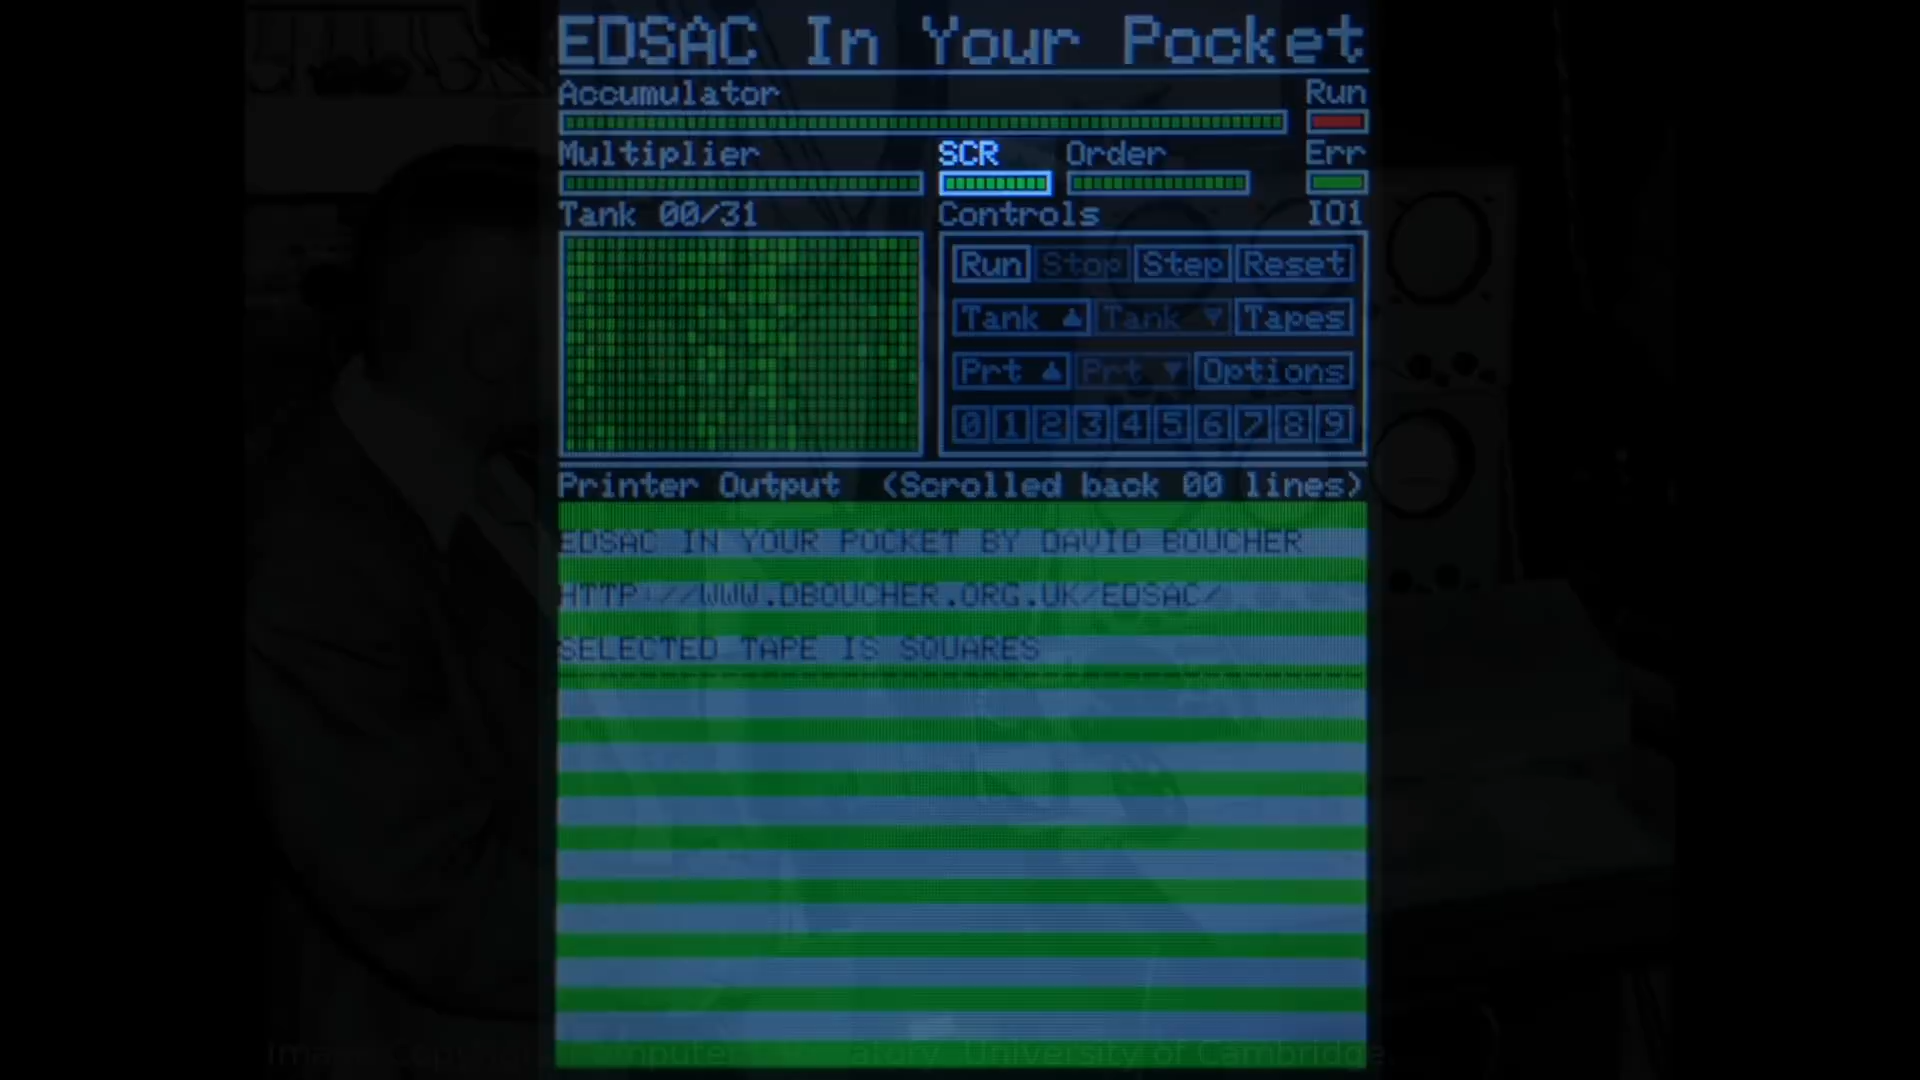 EDSAC In Your Pocket
Accumulator Run
Multiplier SCR Order Err
Tank 00/31 Controls IO1
Run Stop Step Reset
Tank ▲ Tank ▼ Tapes
Prt ▲ Prt ▼ Options
0 1 2 3 4 5 6 7 8 9
Printer Output (Scrolled back 00 lines)
EDSAC IN YOUR POCKET BY DAVID BOUCHER
HTTP //WWW.DBOUCHER.ORG.UK/EDSAC/
SELECTED TAPE IS SQUARES
University of Cambridge